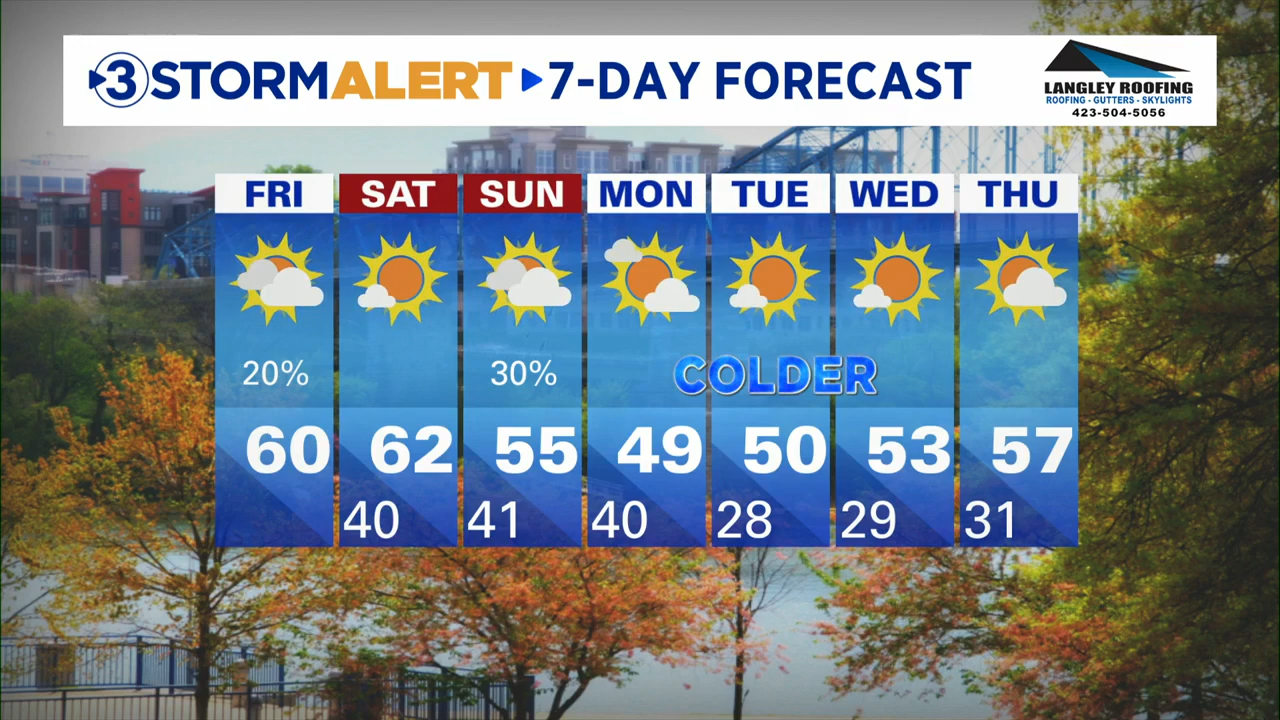 3 STORMALERT 7-DAY FORECAST
LANGLEY ROOFING
ROOFING - GUTTERS - SKYLIGHTS
423-504-5056
FRI SAT SUN MON TUE WED THU
20% 30%
COLDER
60 62 55 49 50 53 57
40 41 40 28 29 31